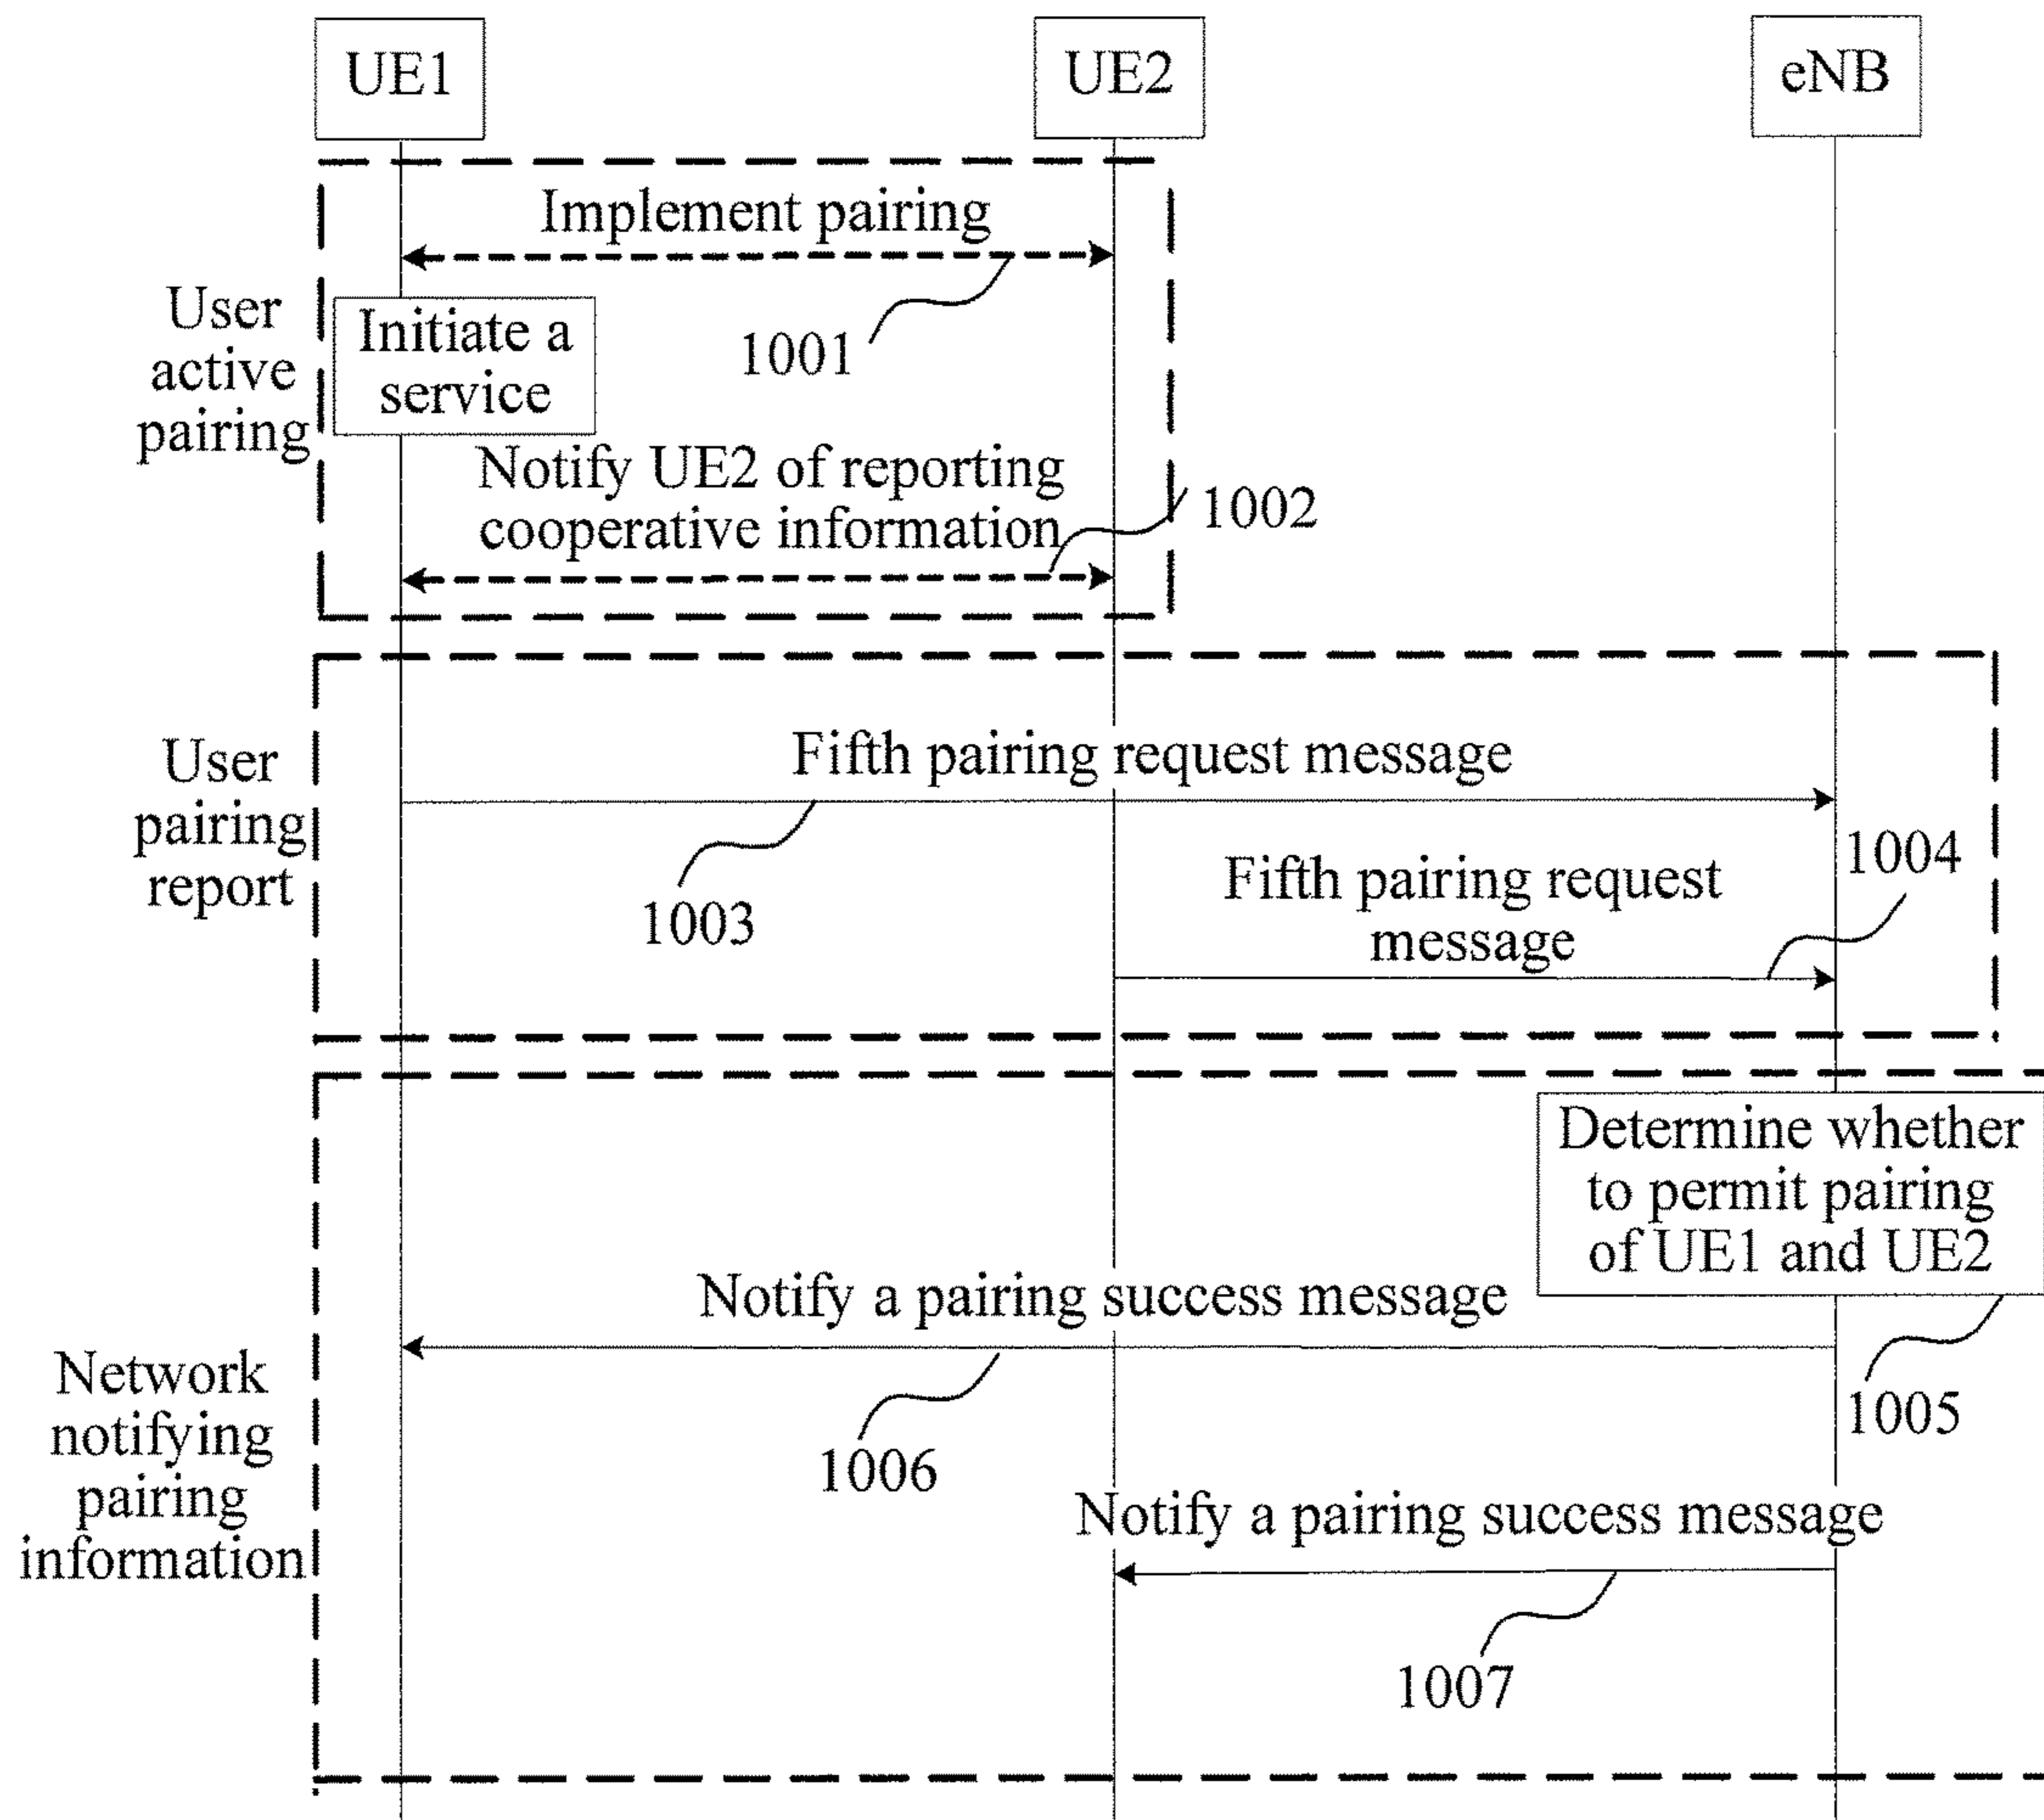 UE1
UE2
eNB
Implement pairing
1001
User
active
pairing
Initiate a
service
Notify UE2 of reporting
cooperative information
1002
User
pairing
report
Fifth pairing request message
1003
Fifth pairing request
message
1004
Network
notifying
pairing
information
Determine whether
to permit pairing
of UE1 and UE2
1005
Notify a pairing success message
1006
Notify a pairing success message
1007